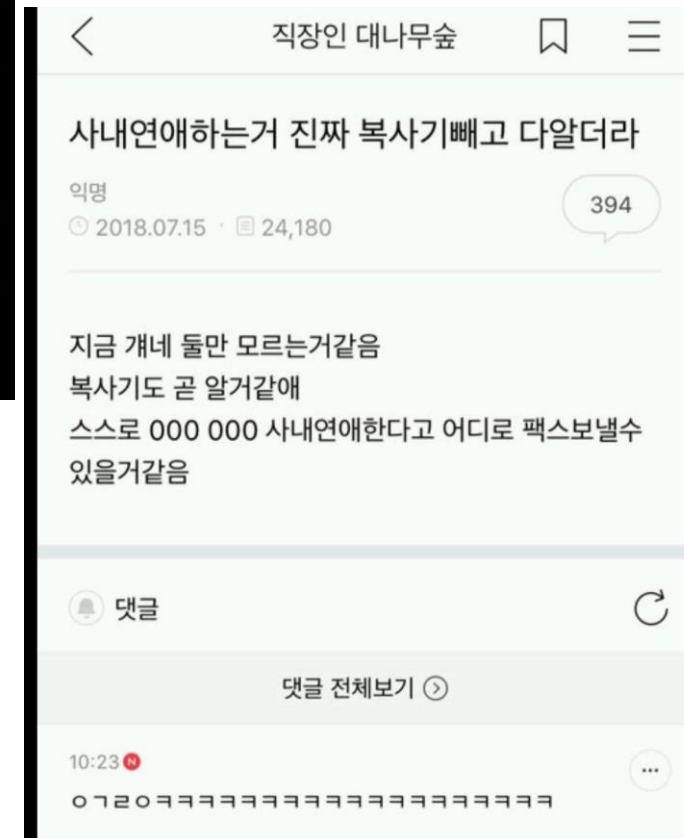 직장인 대나무숲
사내연애하는거 진짜 복사기빼고 다알더라
익명
394
2018.07.15 · 24,180
지금 걔네 둘만 모르는거같음
복사기도 곧 알거같애
스스로 000 000 사내연애한다고 어디로 팩스보낼수
있을거같음
댓글
댓글 전체보기
10:23 N
ㅇㄱㄹㅇㅋㅋㅋㅋㅋㅋㅋㅋㅋㅋㅋㅋㅋㅋㅋㅋㅋㅋㅋ